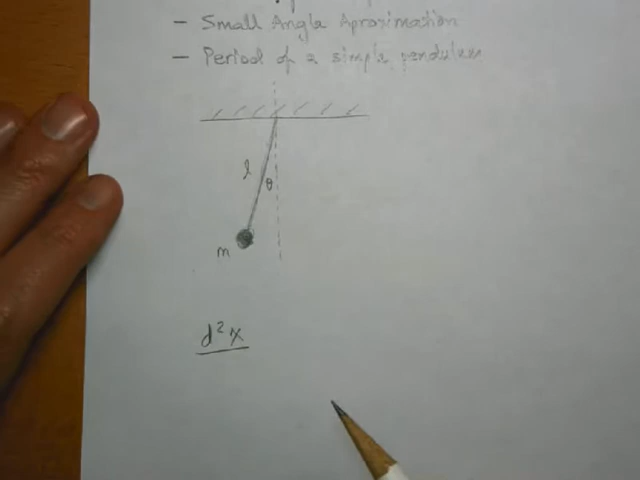 - Small Angle Aproximation
- Period of a simple pendulum
l
θ
m
d²x